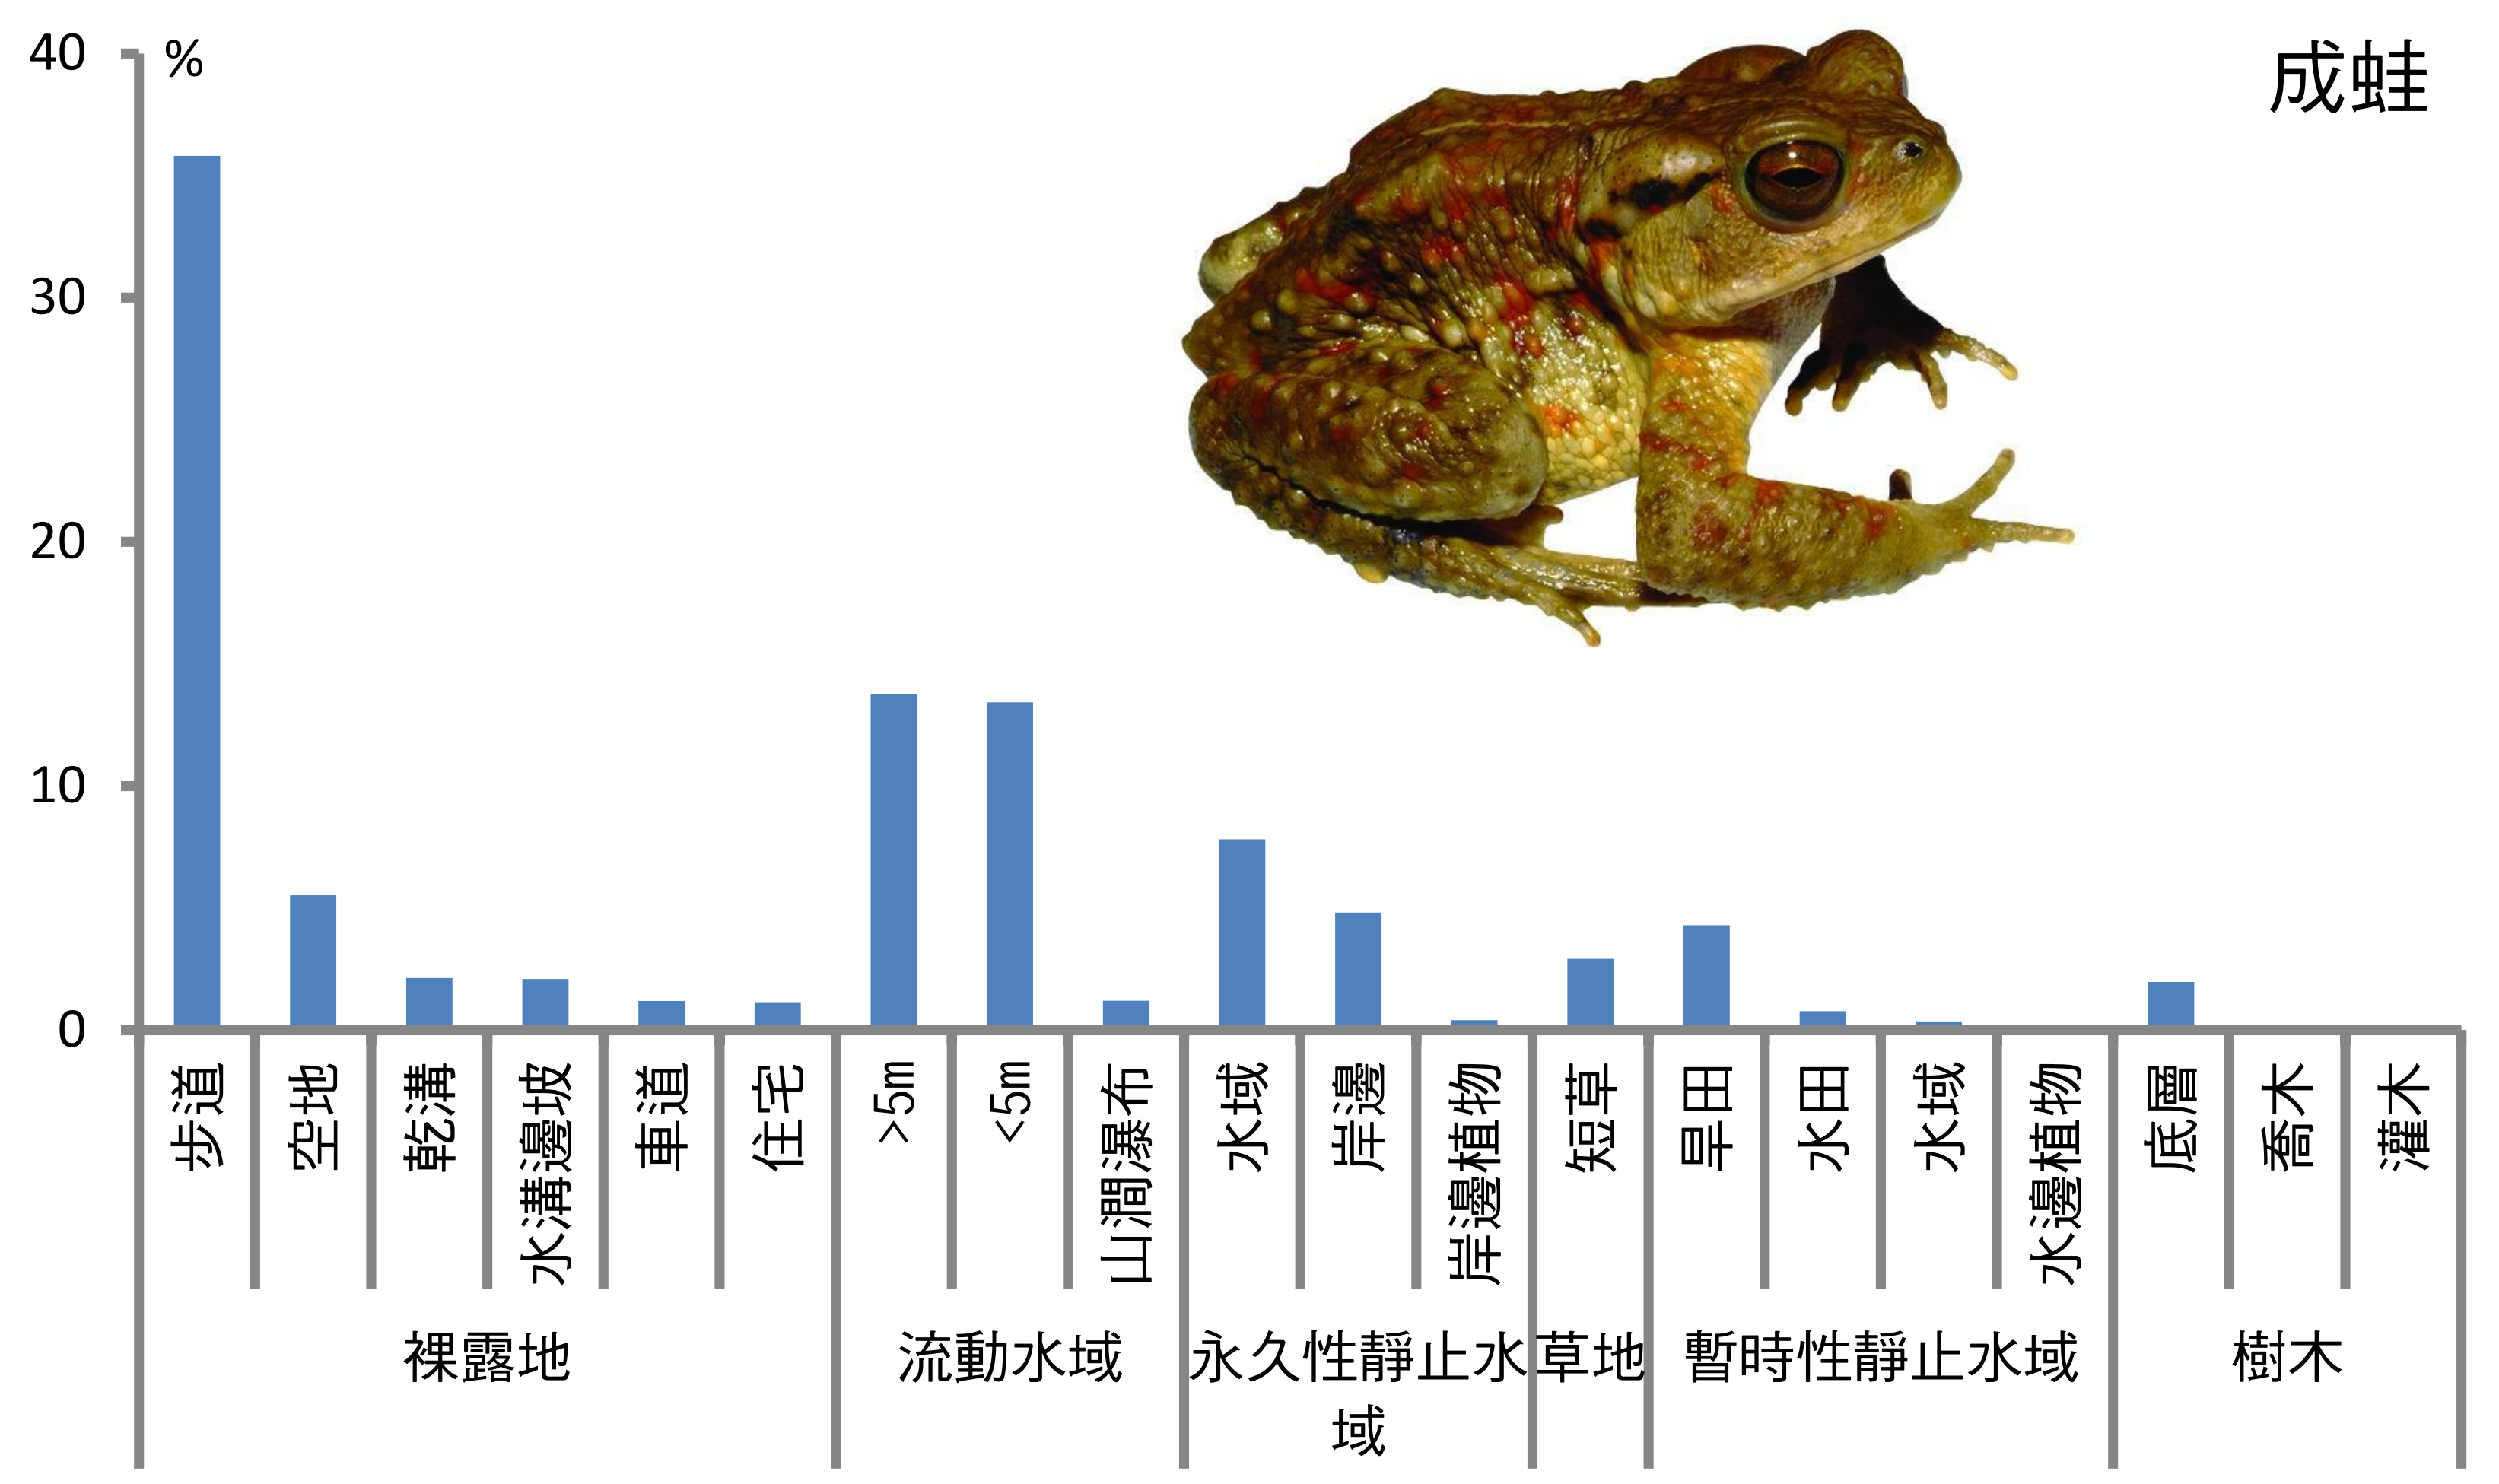 40
%
成蛙
30
20
10
0
步道
空地
乾溝
水溝邊坡
車道
住宅
>5m
<5m
山澗瀑布
水域
岸邊
岸邊植物
短草
旱田
水田
水域
水邊植物
底層
喬木
灌木
裸露地
流動水域
永久性靜止水
域
草地
暫時性靜止水域
樹木